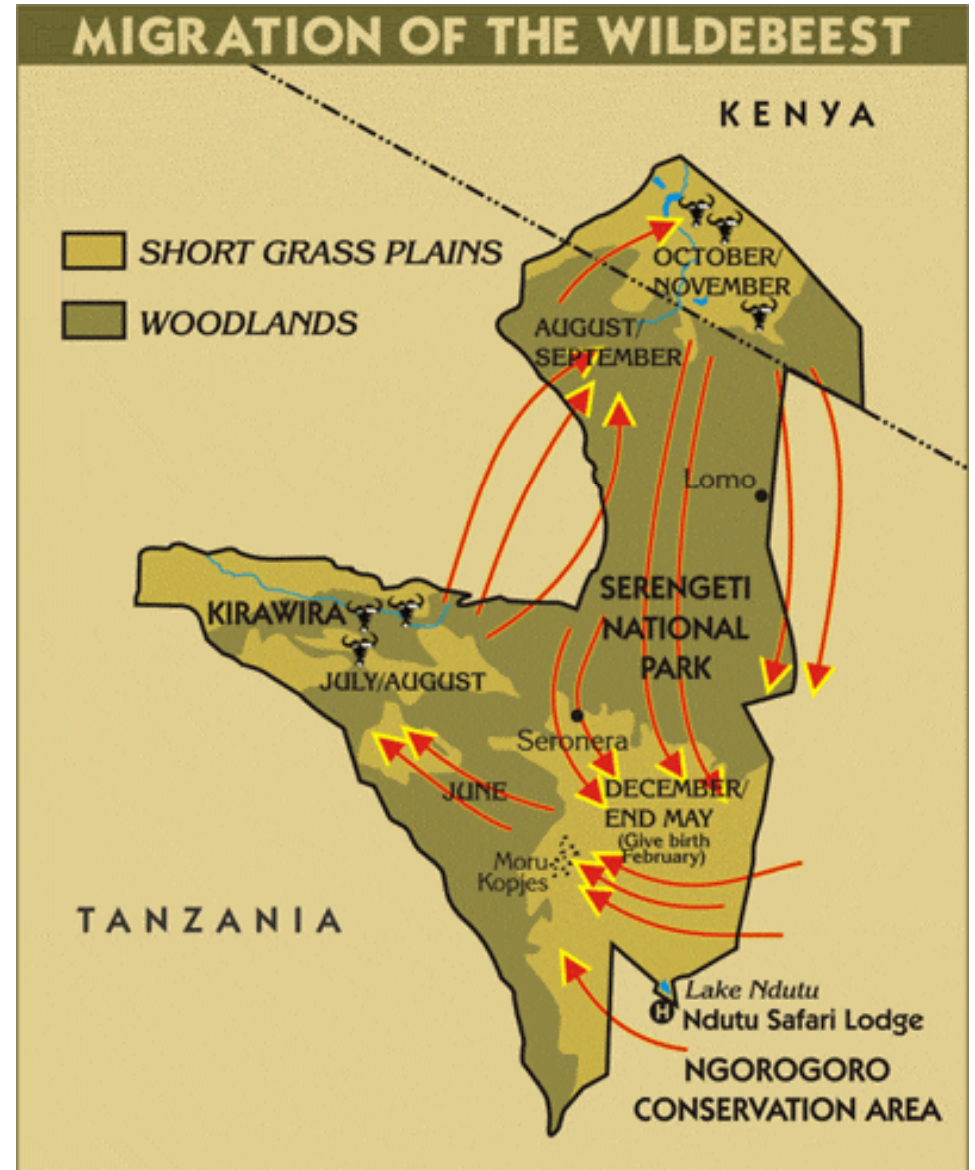 MIGRATION OF THE WILDEBEEST
KENYA
SHORT GRASS PLAINS
WOODLANDS
OCTOBER/
NOVEMBER
AUGUST/
SEPTEMBER
Lomo
SERENGETI
NATIONAL
PARK
KIRAWIRA
JULY/AUGUST
Seronera
JUNE
DECEMBER/
END MAY
(Give birth
February)
Moru
Kopjes
TANZANIA
Lake Ndutu
H Ndutu Safari Lodge
NGOROGORO
CONSERVATION AREA